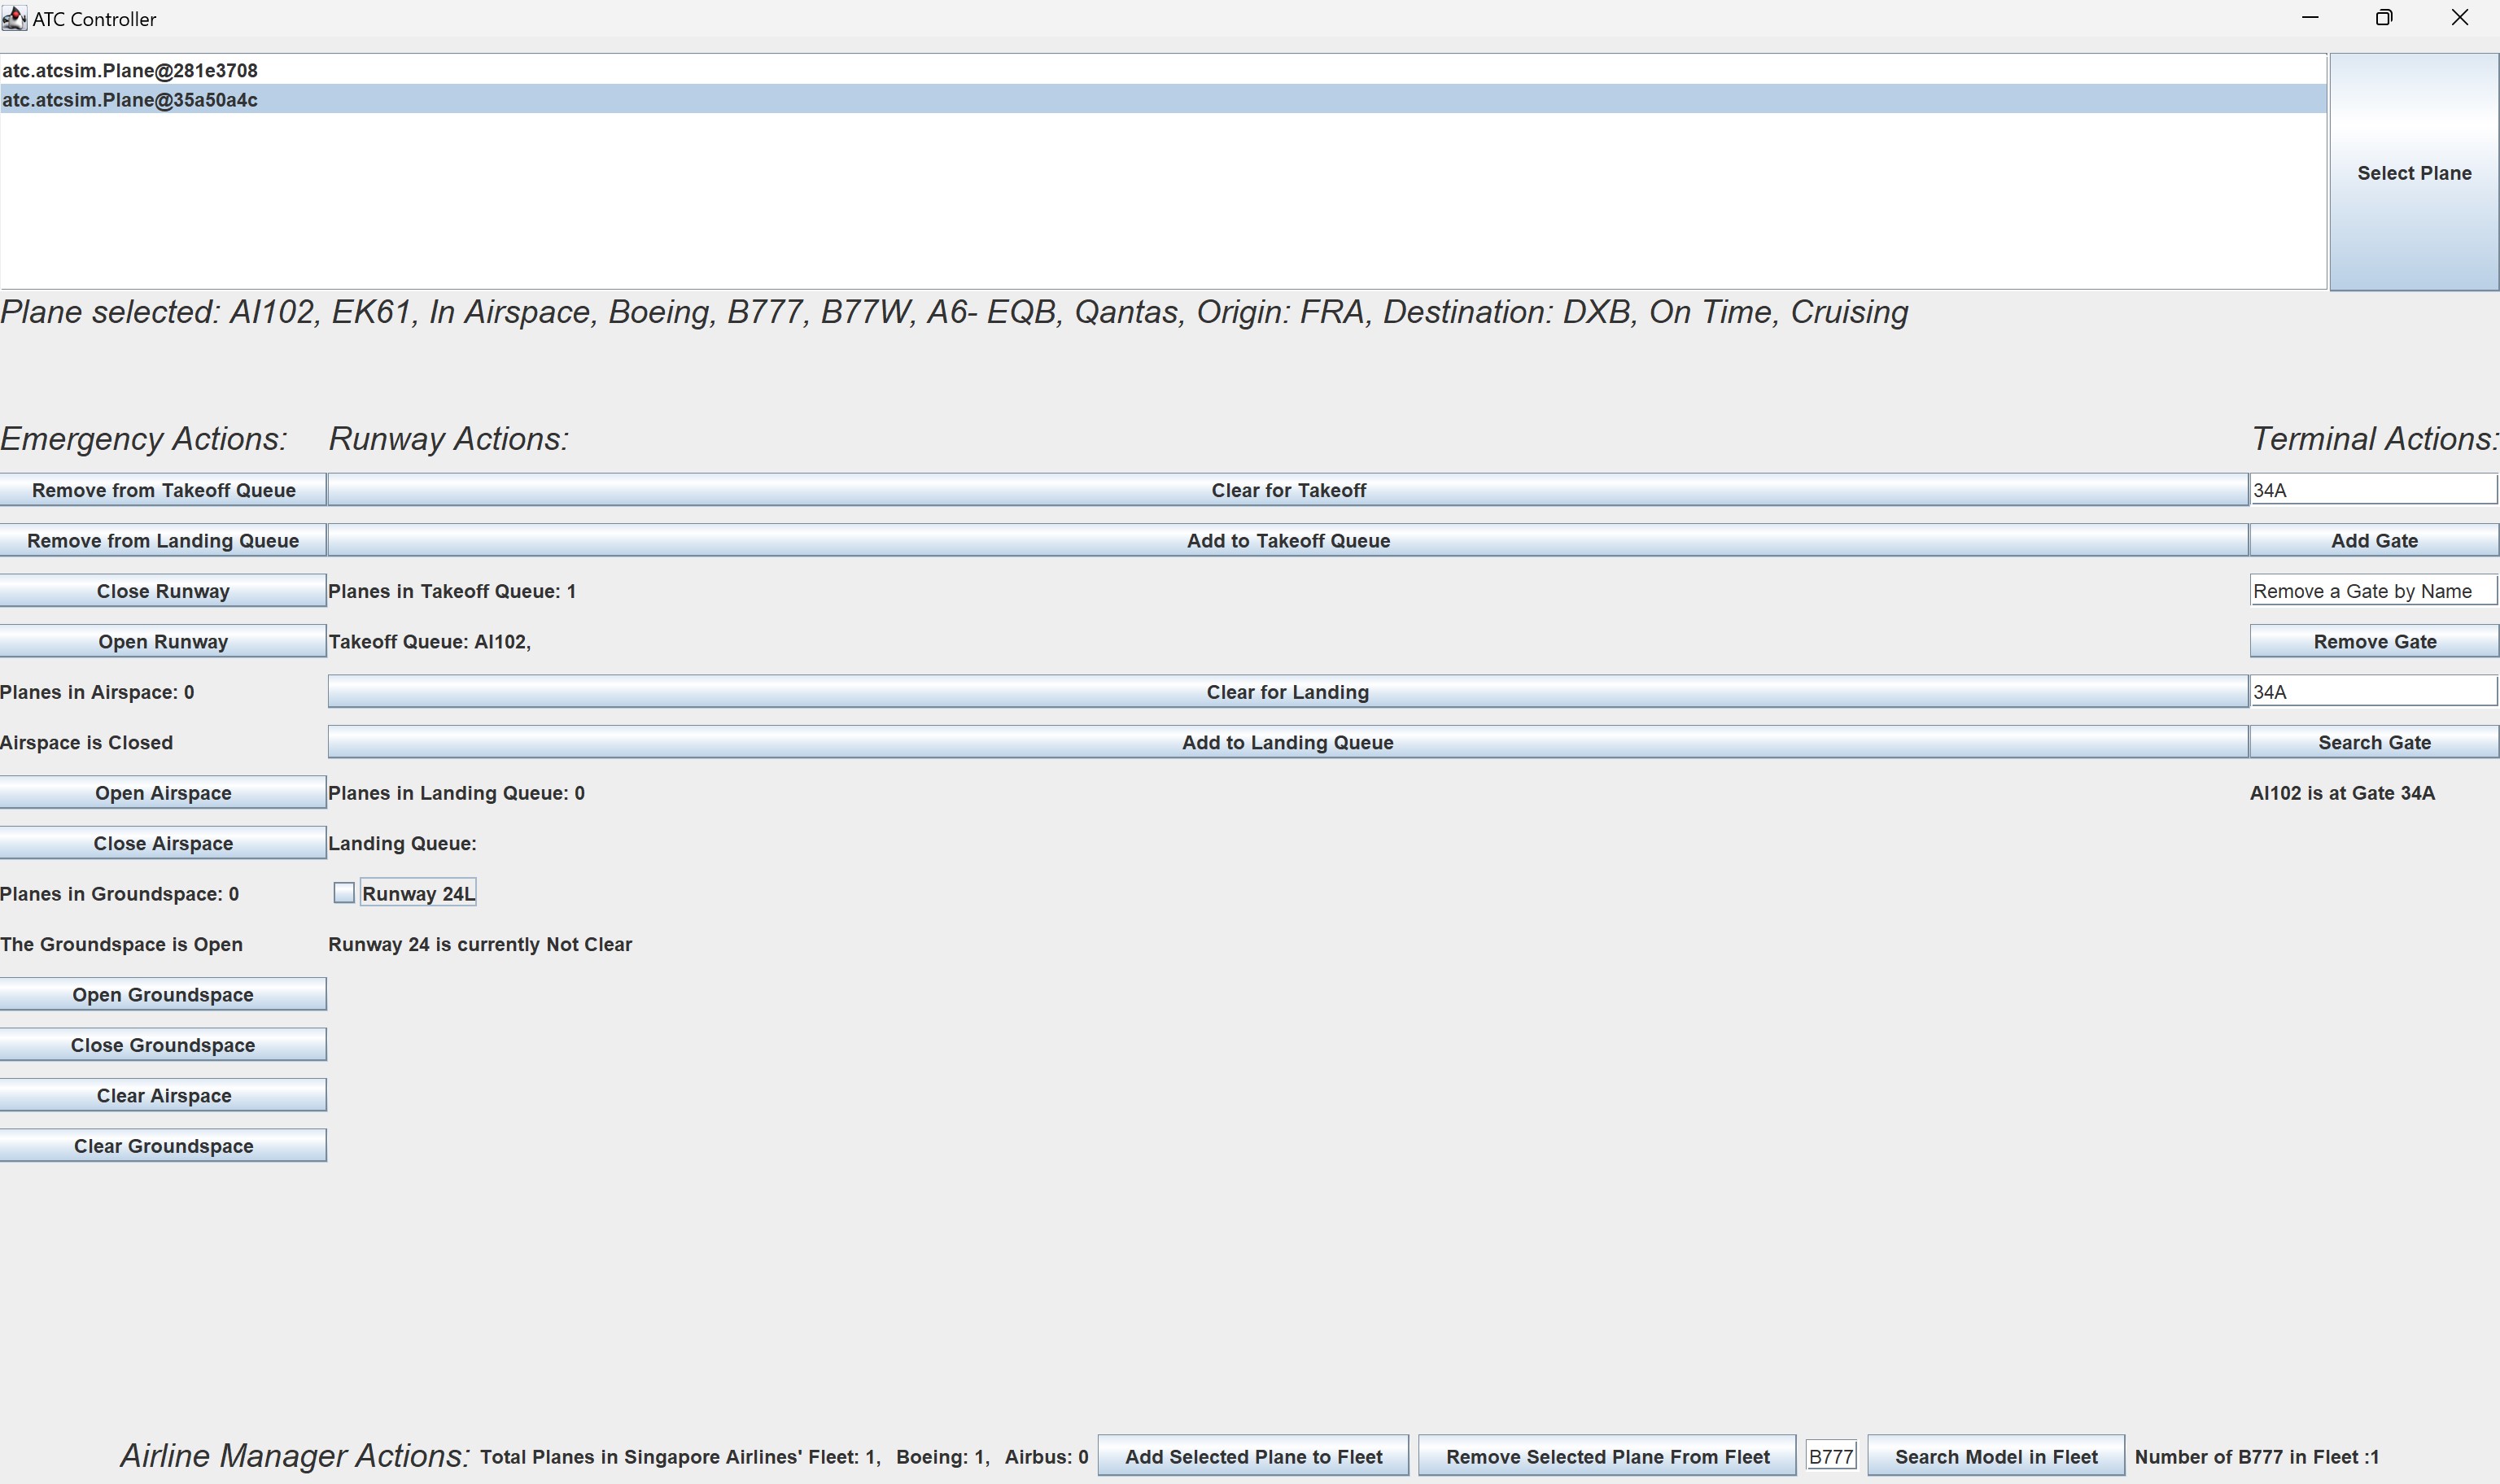 ATC Controller
atc.atcsim.Plane@281e3708
atc.atcsim.Plane@35a50a4c
Select Plane
Plane selected: AI102, EK61, In Airspace, Boeing, B777, B77W, A6- EQB, Qantas, Origin: FRA, Destination: DXB, On Time, Cruising
Emergency Actions: Runway Actions: Terminal Actions:
Remove from Takeoff Queue Clear for Takeoff 34A
Remove from Landing Queue Add to Takeoff Queue Add Gate
Close Runway Planes in Takeoff Queue: 1 Remove a Gate by Name
Open Runway Takeoff Queue: AI102, Remove Gate
Planes in Airspace: 0 Clear for Landing 34A
Airspace is Closed Add to Landing Queue Search Gate
Open Airspace Planes in Landing Queue: 0 AI102 is at Gate 34A
Close Airspace Landing Queue:
Planes in Groundspace: 0 Runway 24L
The Groundspace is Open Runway 24 is currently Not Clear
Open Groundspace
Close Groundspace
Clear Airspace
Clear Groundspace
Airline Manager Actions: Total Planes in Singapore Airlines' Fleet: 1, Boeing: 1, Airbus: 0 Add Selected Plane to Fleet Remove Selected Plane From Fleet B777 Search Model in Fleet Number of B777 in Fleet :1